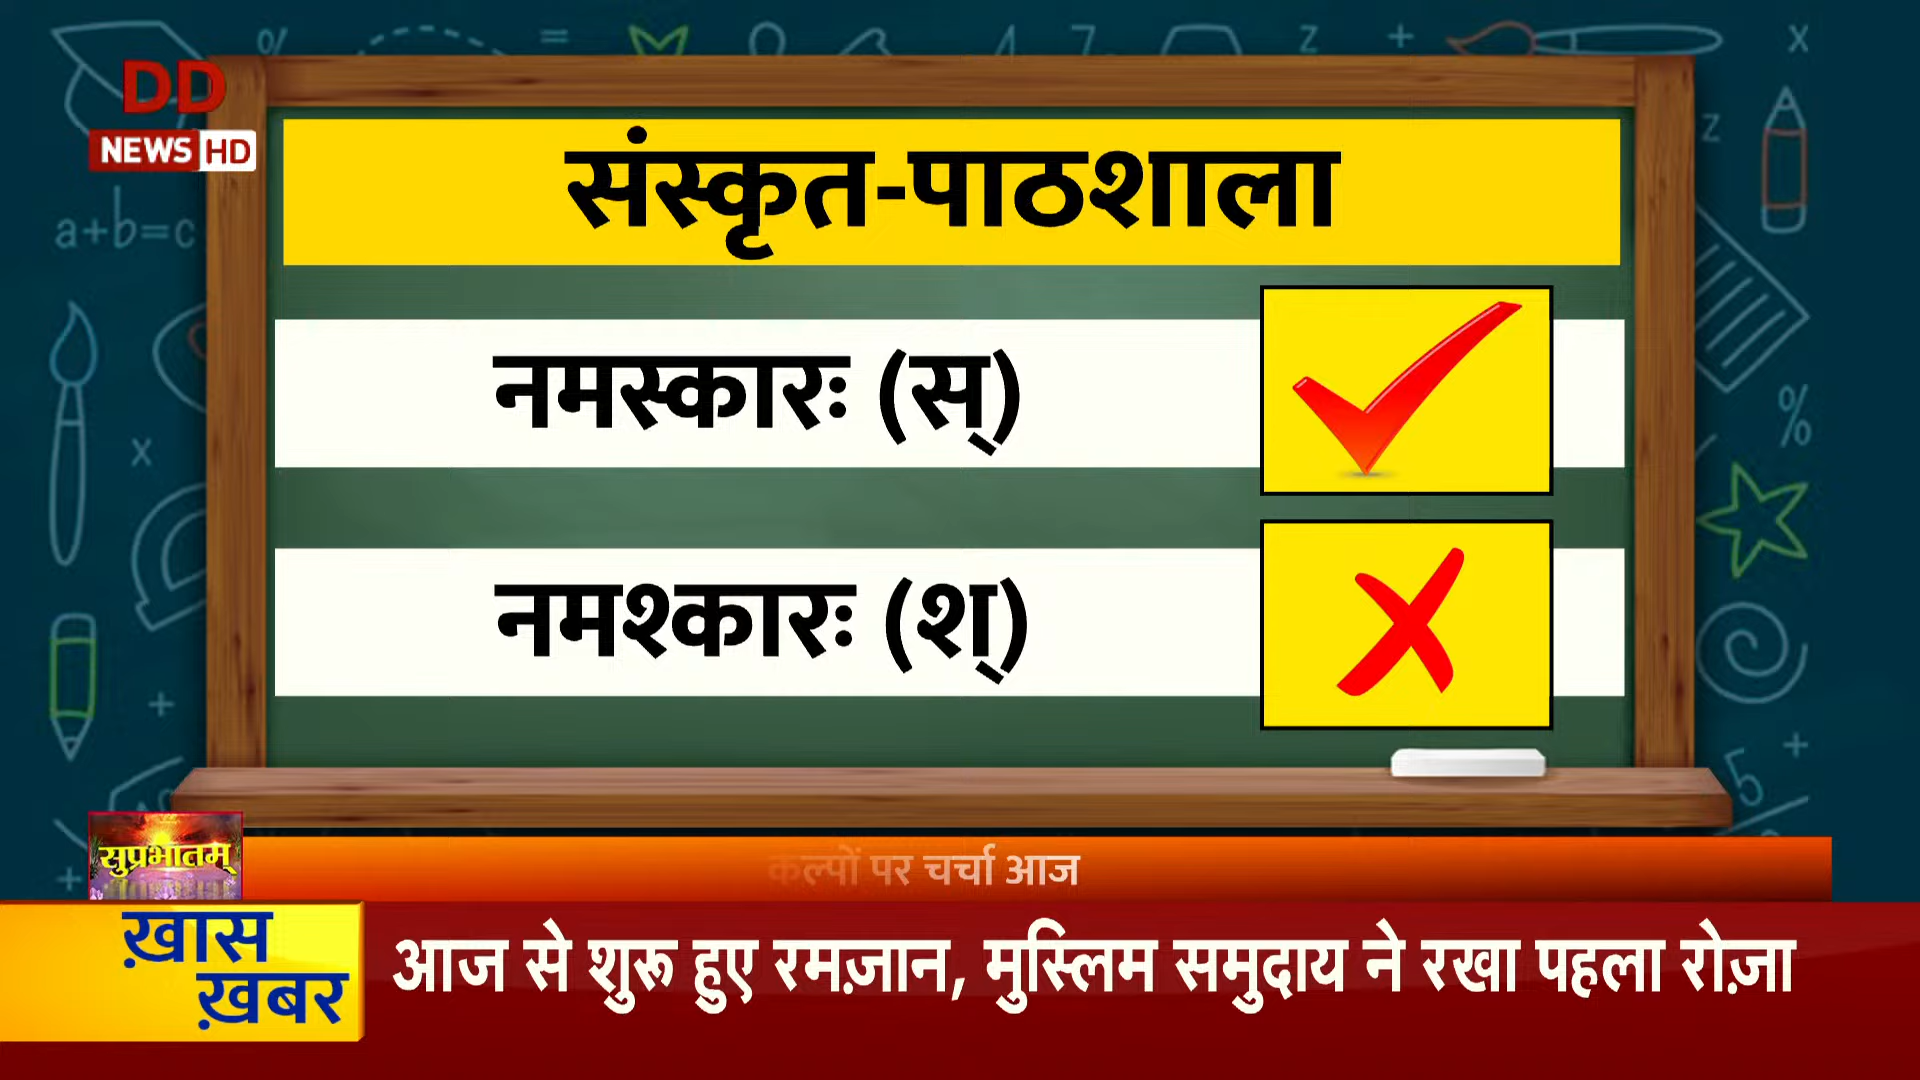 DD
NEWS HD
a+b=c
संस्कृत-पाठशाला
नमस्कारः (स्)
नमश्कारः (श्)
सुप्रभातम्
पर चर्चा आज
ख़ास
ख़बर
आज से शुरू हुए रमज़ान, मुस्लिम समुदाय ने रखा पहला रोज़ा